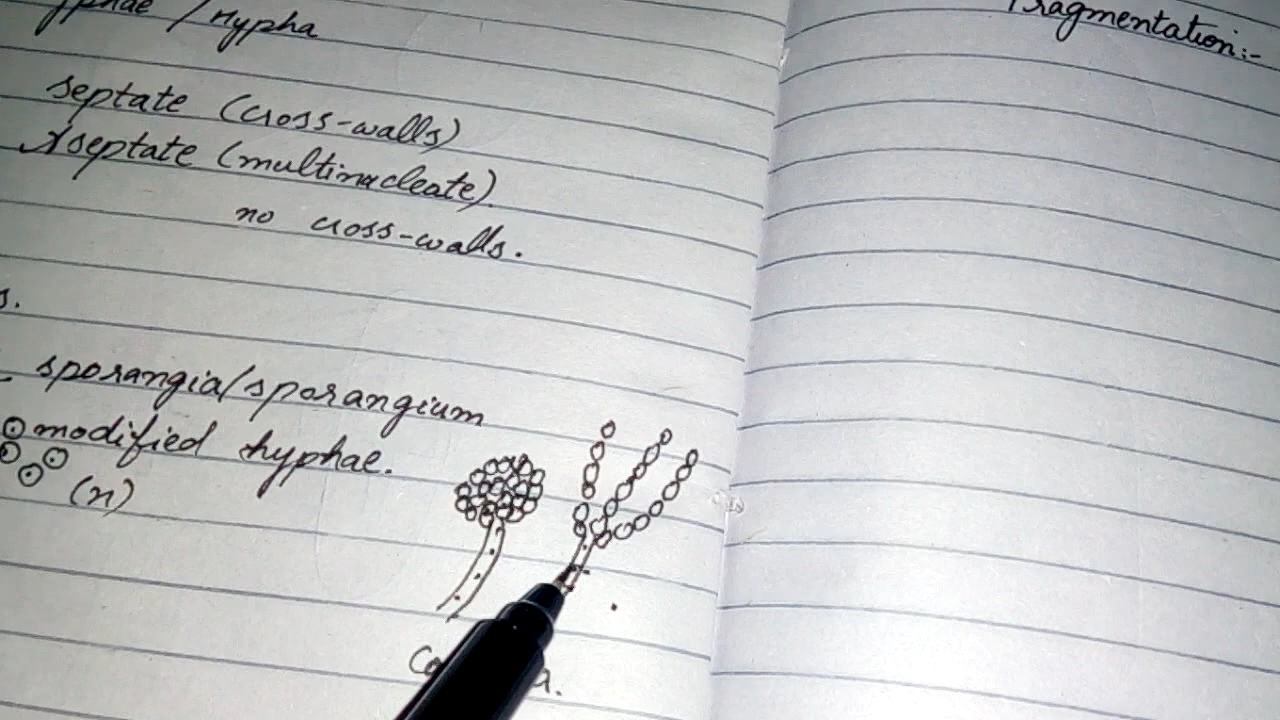 / Hypha
septate (cross-walls)
Aseptate (multinucleate)
no cross-walls.
s.
sporangia/sporangium
modified hyphae.
(n)
Fragmentation:-